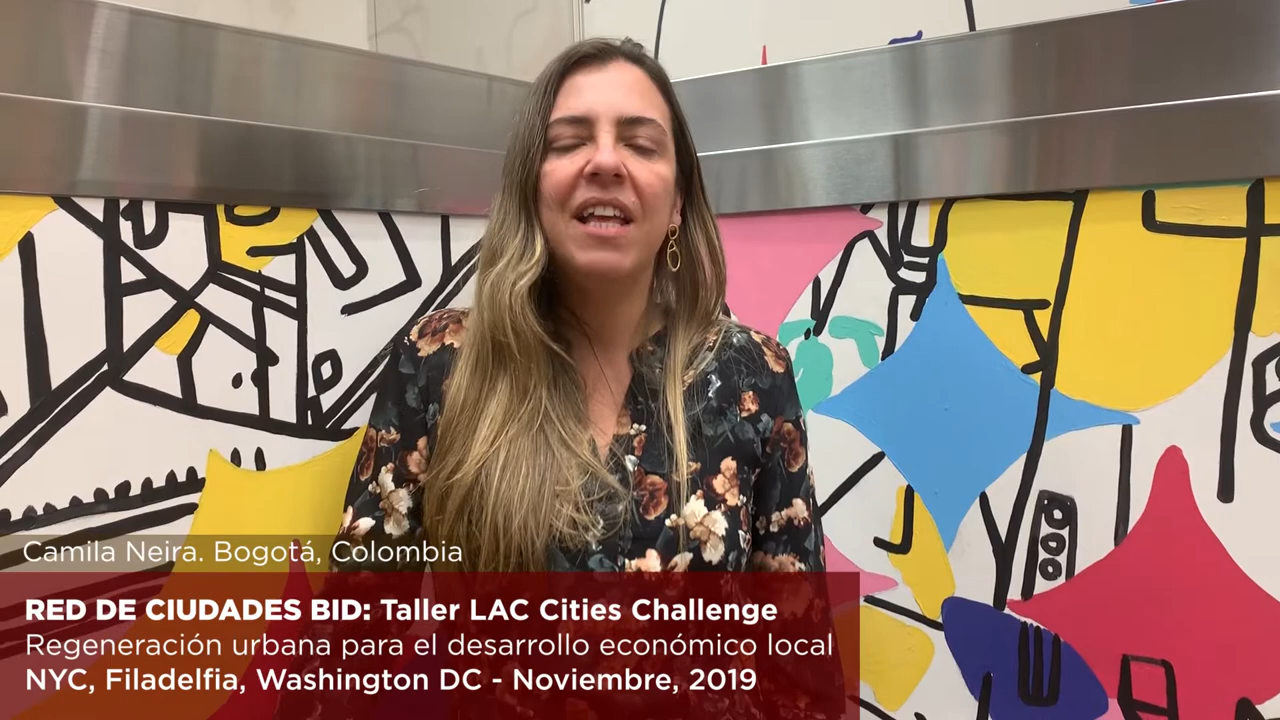 Camila Neira. Bogotá, Colombia
RED DE CIUDADES BID: Taller LAC Cities Challenge
Regeneración urbana para el desarrollo económico local
NYC, Filadelfia, Washington DC - Noviembre, 2019